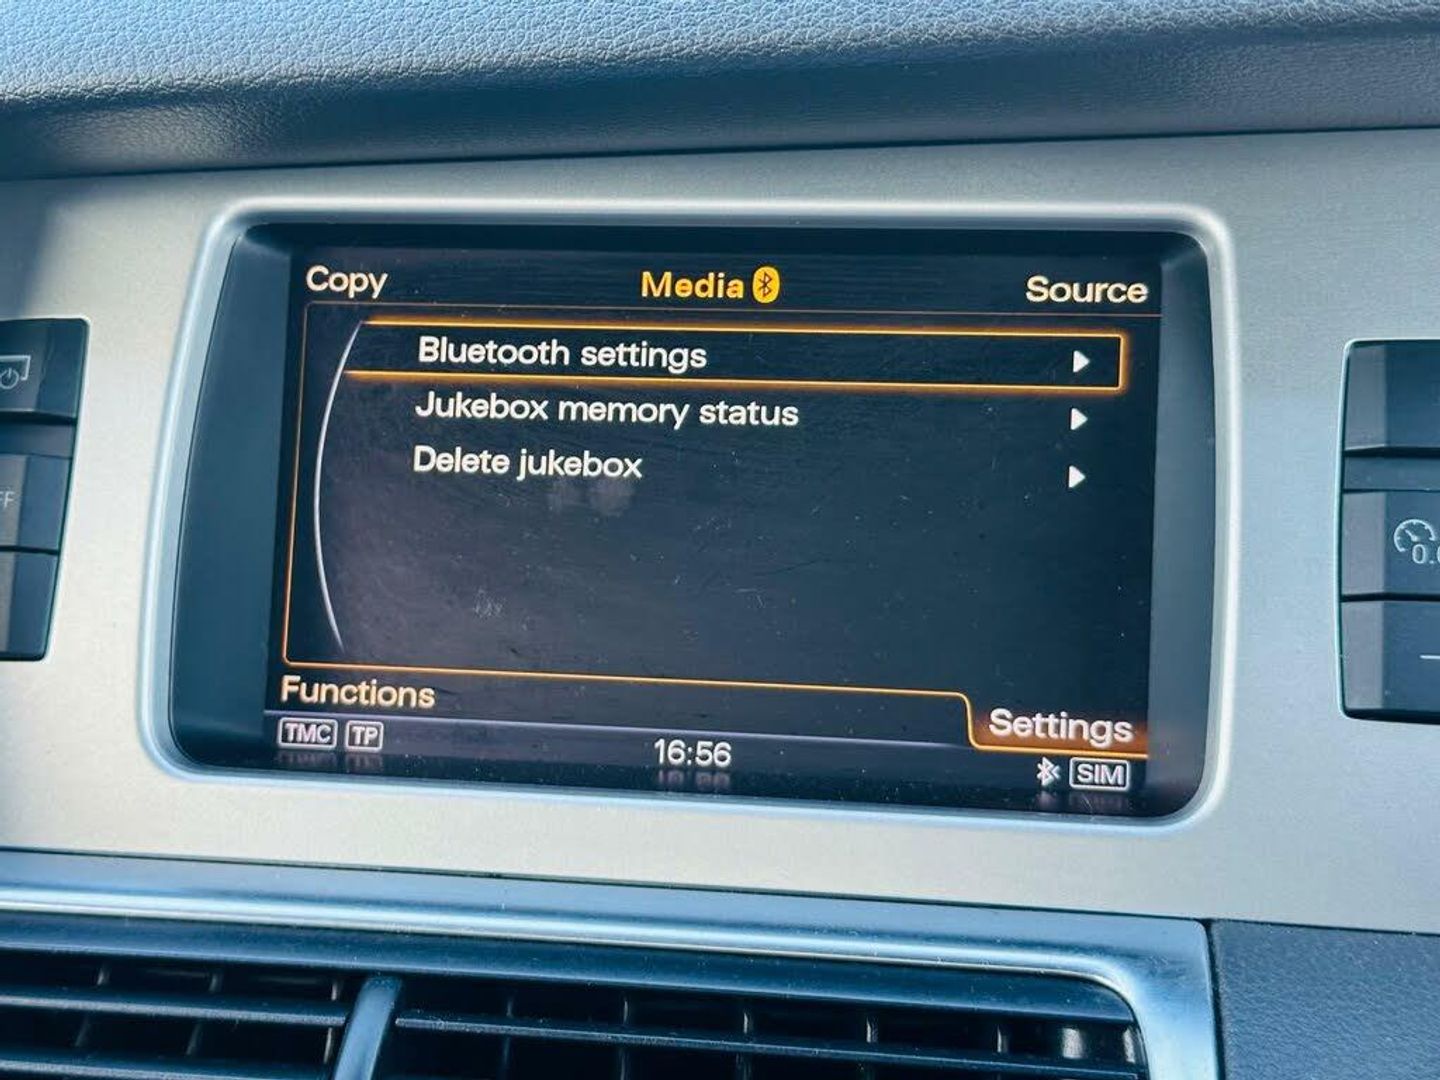 Copy Media Source
Bluetooth settings
Jukebox memory status
Delete jukebox
Functions
Settings
TMC TP 16:56 SIM